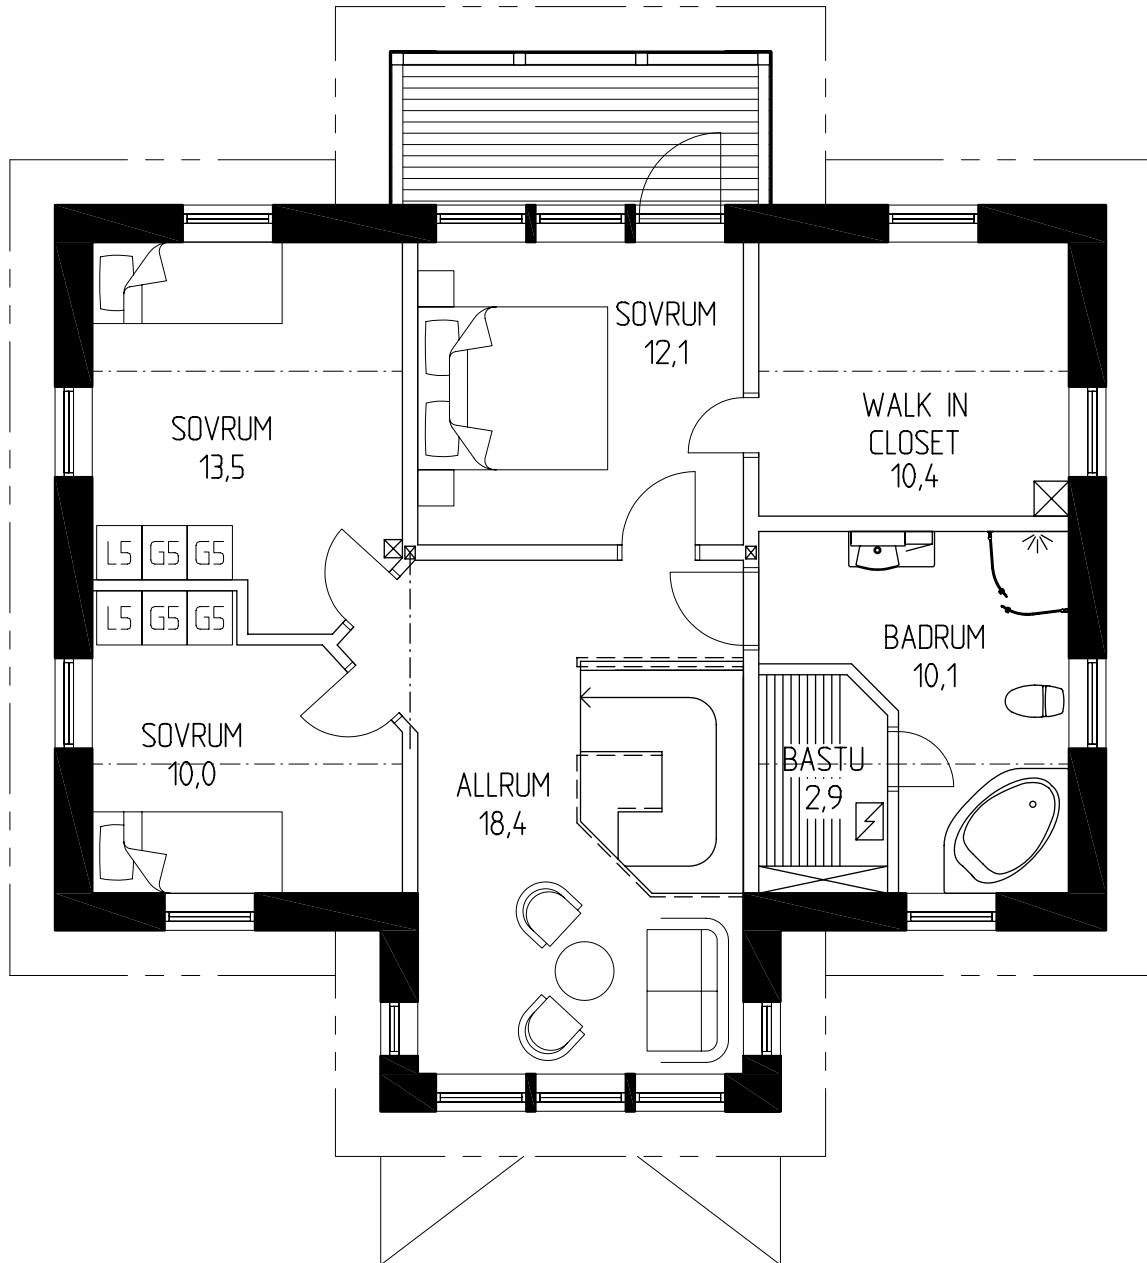 SOVRUM
12,1
WALK IN
CLOSET
10,4
SOVRUM
13,5
L5 G5 G5
L5 G5 G5
BADRUM
10,1
SOVRUM
10,0
BASTU
2,9
ALLRUM
18,4